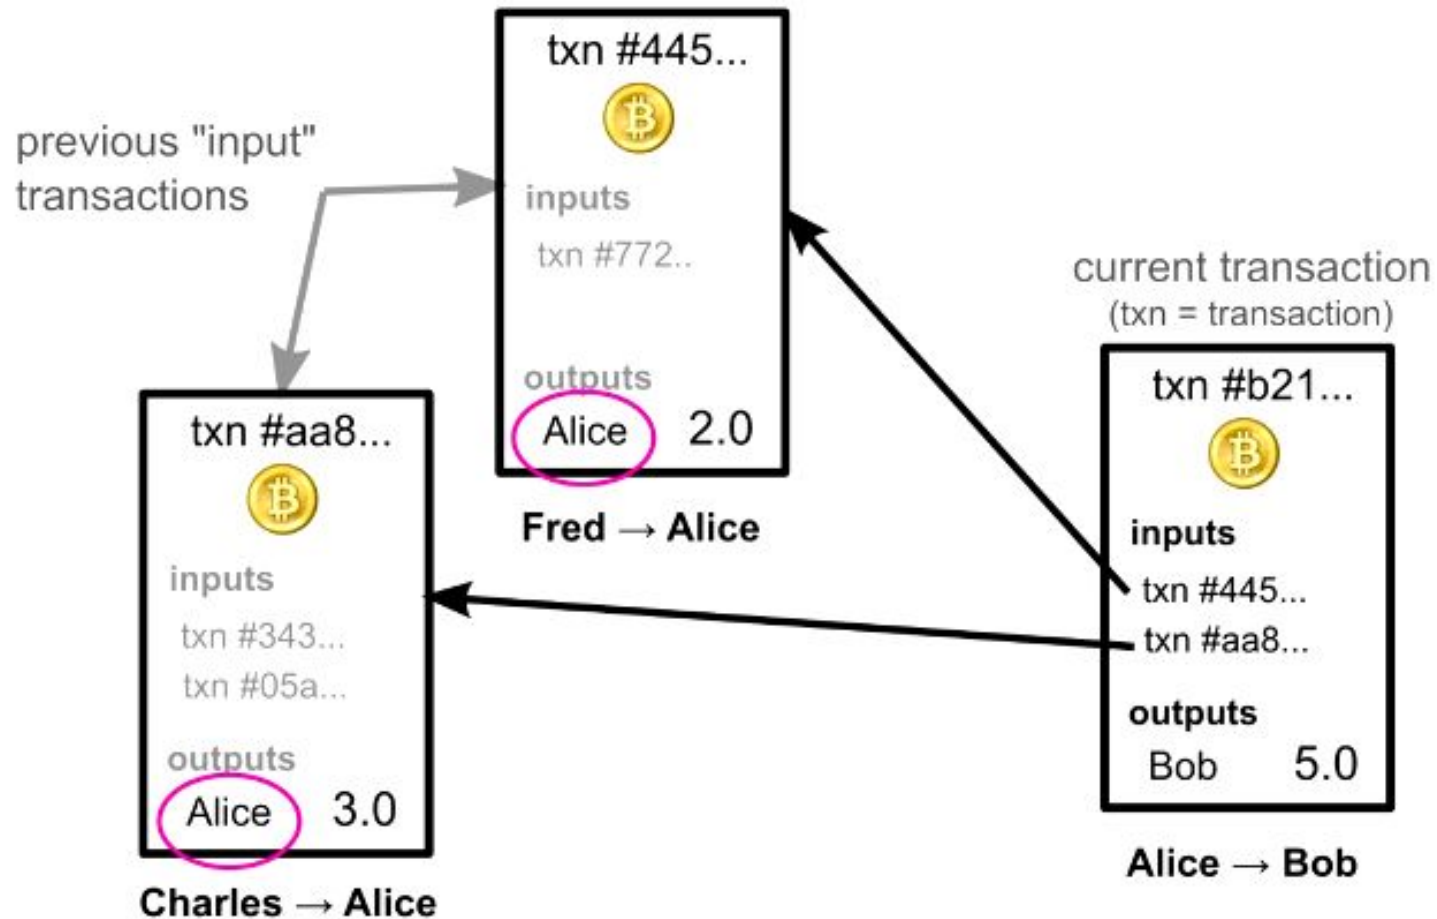 previous "input"
transactions
txn #445...
inputs
txn #772..
outputs
Alice 2.0
Fred → Alice
txn #aa8...
inputs
txn #343...
txn #05a...
outputs
Alice 3.0
Charles → Alice
current transaction
(txn = transaction)
txn #b21...
inputs
txn #445...
txn #aa8...
outputs
Bob 5.0
Alice → Bob